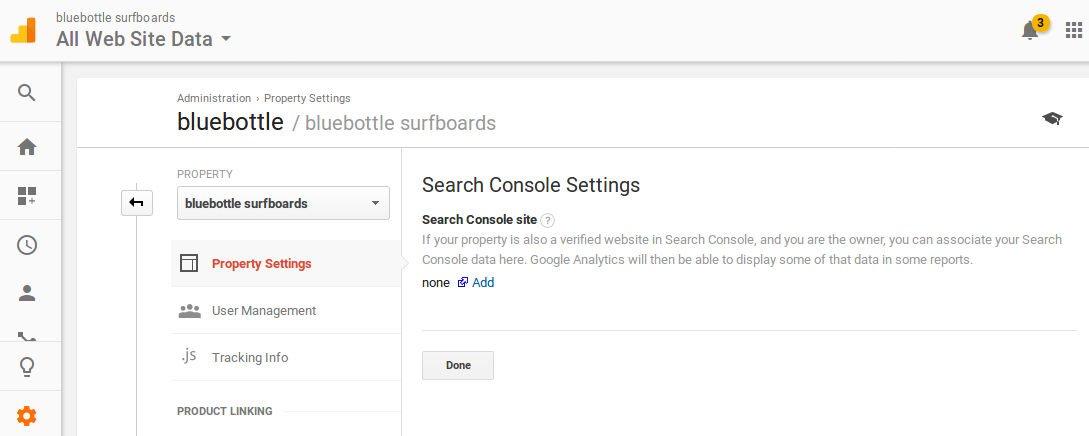 bluebottle surfboards
All Web Site Data
3
Administration › Property Settings
bluebottle / bluebottle surfboards
PROPERTY
bluebottle surfboards
Property Settings
User Management
.js Tracking Info
PRODUCT LINKING
Search Console Settings
Search Console site ?
If your property is also a verified website in Search Console, and you are the owner, you can associate your Search
Console data here. Google Analytics will then be able to display some of that data in some reports.
none Add
Done